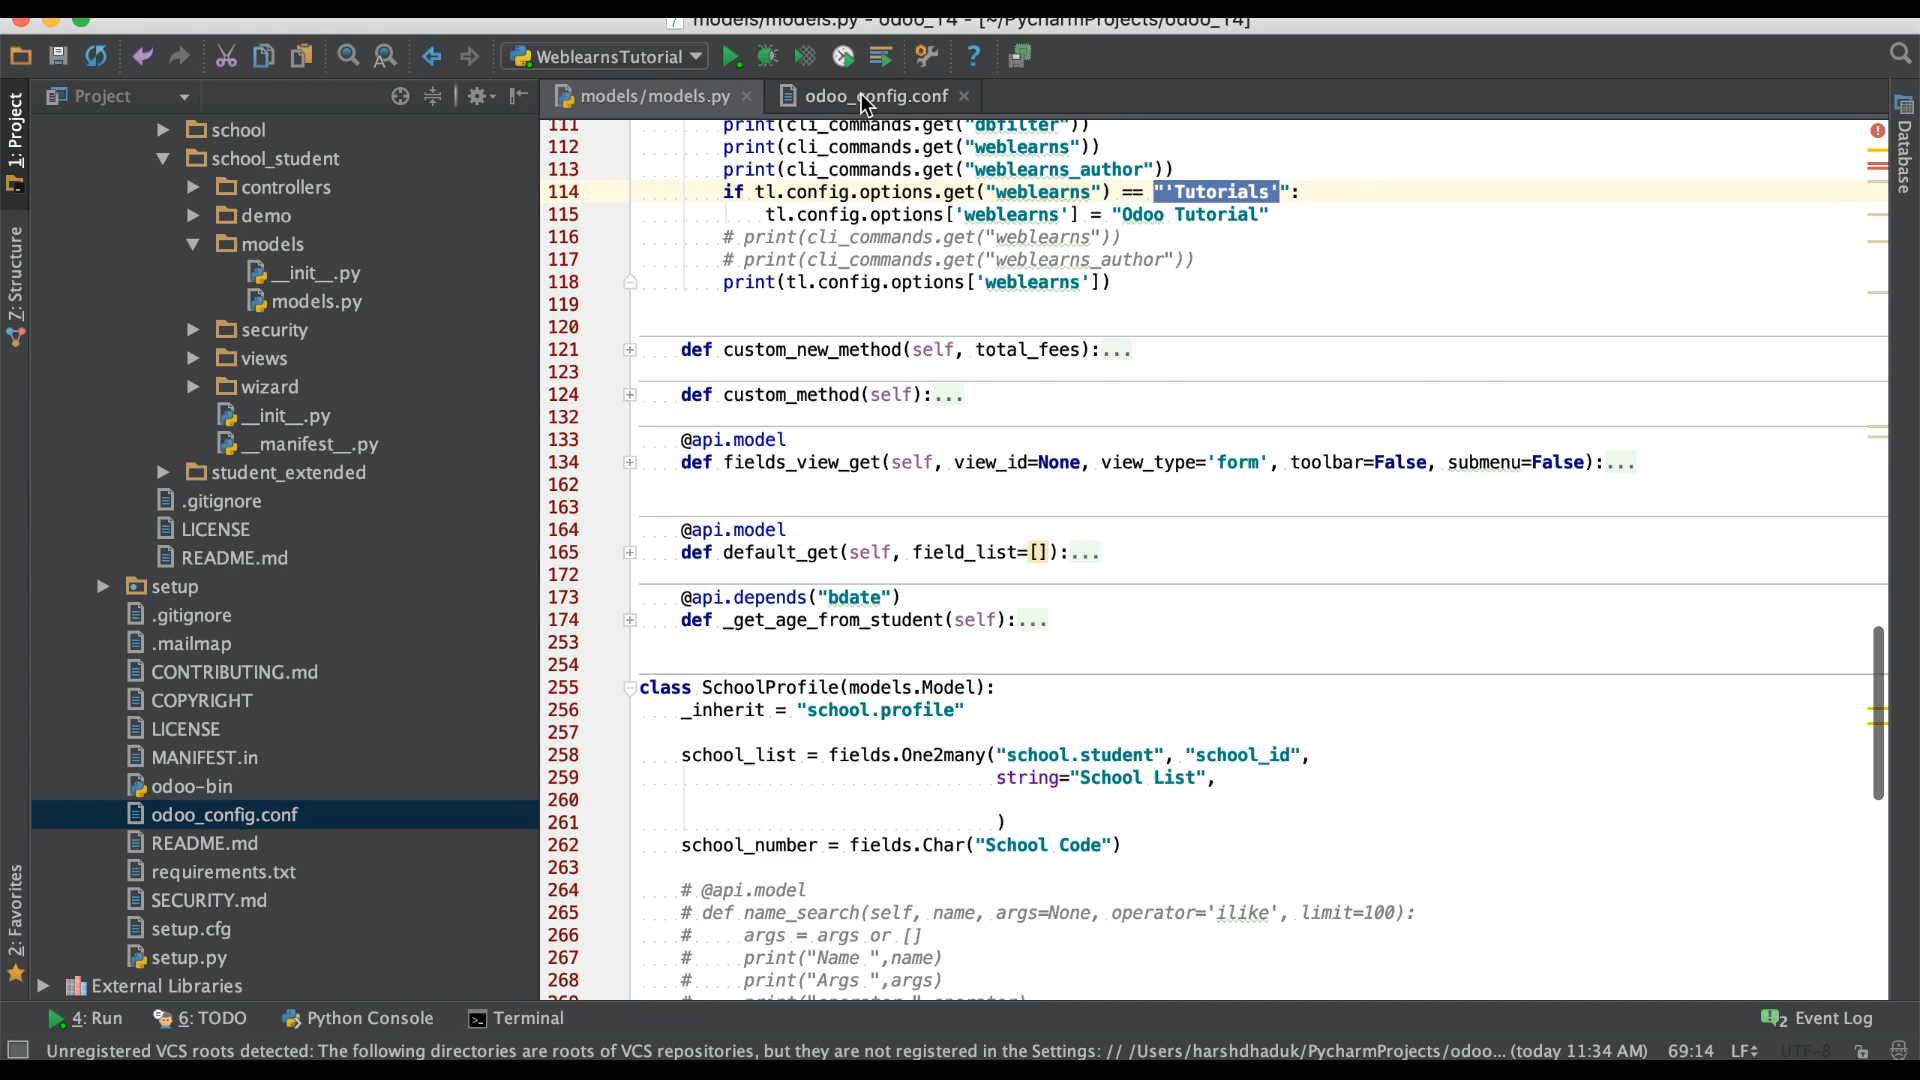 models/models.py - odoo_14 - [~/PycharmProjects/odoo_14]
WeblearnsTutorial
Project
models/models.py
odoo_config.conf
1: Project
Z: Structure
2: Favorites
Database
school
school_student
controllers
demo
models
__init__.py
models.py
security
views
wizard
__init__.py
__manifest__.py
student_extended
.gitignore
LICENSE
README.md
setup
.gitignore
.mailmap
CONTRIBUTING.md
COPYRIGHT
LICENSE
MANIFEST.in
odoo-bin
odoo_config.conf
README.md
requirements.txt
SECURITY.md
setup.cfg
setup.py
External Libraries
111 print(cli_commands.get("dbfilter"))
112 print(cli_commands.get("weblearns"))
113 print(cli_commands.get("weblearns_author"))
114 if tl.config.options.get("weblearns") == "'Tutorials'":
115 tl.config.options['weblearns'] = "Odoo Tutorial"
116 # print(cli_commands.get("weblearns"))
117 # print(cli_commands.get("weblearns_author"))
118 print(tl.config.options['weblearns'])
119
120
121 def custom_new_method(self, total_fees):...
123
124 def custom_method(self):...
132
133 @api.model
134 def fields_view_get(self, view_id=None, view_type='form', toolbar=False, submenu=False):...
162
163
164 @api.model
165 def default_get(self, field_list=[]):...
172
173 @api.depends("bdate")
174 def _get_age_from_student(self):...
253
254
255 class SchoolProfile(models.Model):
256 _inherit = "school.profile"
257
258 school_list = fields.One2many("school.student", "school_id",
259 string="School List",
260
261 )
262 school_number = fields.Char("School Code")
263
264 # @api.model
265 # def name_search(self, name, args=None, operator='ilike', limit=100):
266 # args = args or []
267 # print("Name ",name)
268 # print("Args ",args)
269 # print("operator ",operator)
4: Run
6: TODO
Python Console
Terminal
2 Event Log
Unregistered VCS roots detected: The following directories are roots of VCS repositories, but they are not registered in the Settings: // /Users/harshdhaduk/PycharmProjects/odoo... (today 11:34 AM) 69:14 LF UTF-8